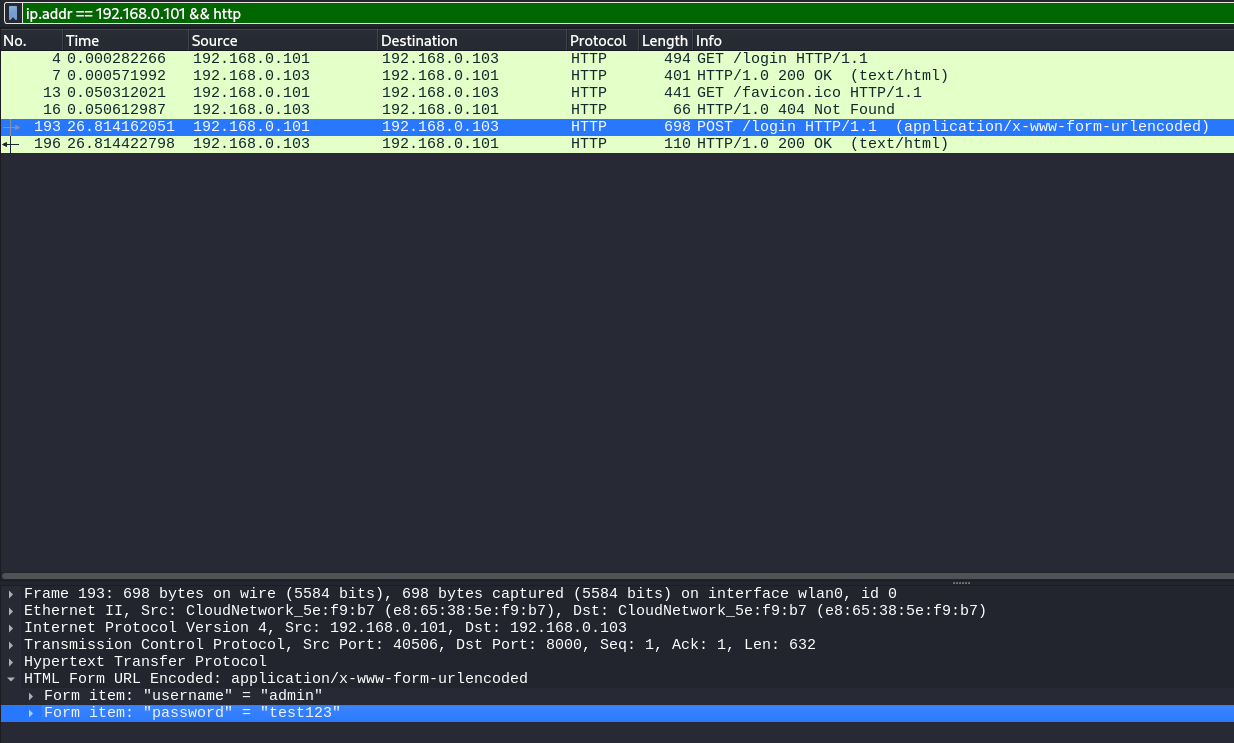 ip.addr == 192.168.0.101 && http
No. Time Source Destination Protocol Length Info
4 0.000282266 192.168.0.101 192.168.0.103 HTTP 494 GET /login HTTP/1.1
7 0.000571992 192.168.0.103 192.168.0.101 HTTP 401 HTTP/1.0 200 OK (text/html)
13 0.050312021 192.168.0.101 192.168.0.103 HTTP 441 GET /favicon.ico HTTP/1.1
16 0.050612987 192.168.0.103 192.168.0.101 HTTP 66 HTTP/1.0 404 Not Found
193 26.814162051 192.168.0.101 192.168.0.103 HTTP 698 POST /login HTTP/1.1 (application/x-www-form-urlencoded)
196 26.814422798 192.168.0.103 192.168.0.101 HTTP 110 HTTP/1.0 200 OK (text/html)
Frame 193: 698 bytes on wire (5584 bits), 698 bytes captured (5584 bits) on interface wlan0, id 0
Ethernet II, Src: CloudNetwork_5e:f9:b7 (e8:65:38:5e:f9:b7), Dst: CloudNetwork_5e:f9:b7 (e8:65:38:5e:f9:b7)
Internet Protocol Version 4, Src: 192.168.0.101, Dst: 192.168.0.103
Transmission Control Protocol, Src Port: 40506, Dst Port: 8000, Seq: 1, Ack: 1, Len: 632
Hypertext Transfer Protocol
HTML Form URL Encoded: application/x-www-form-urlencoded
Form item: "username" = "admin"
Form item: "password" = "test123"